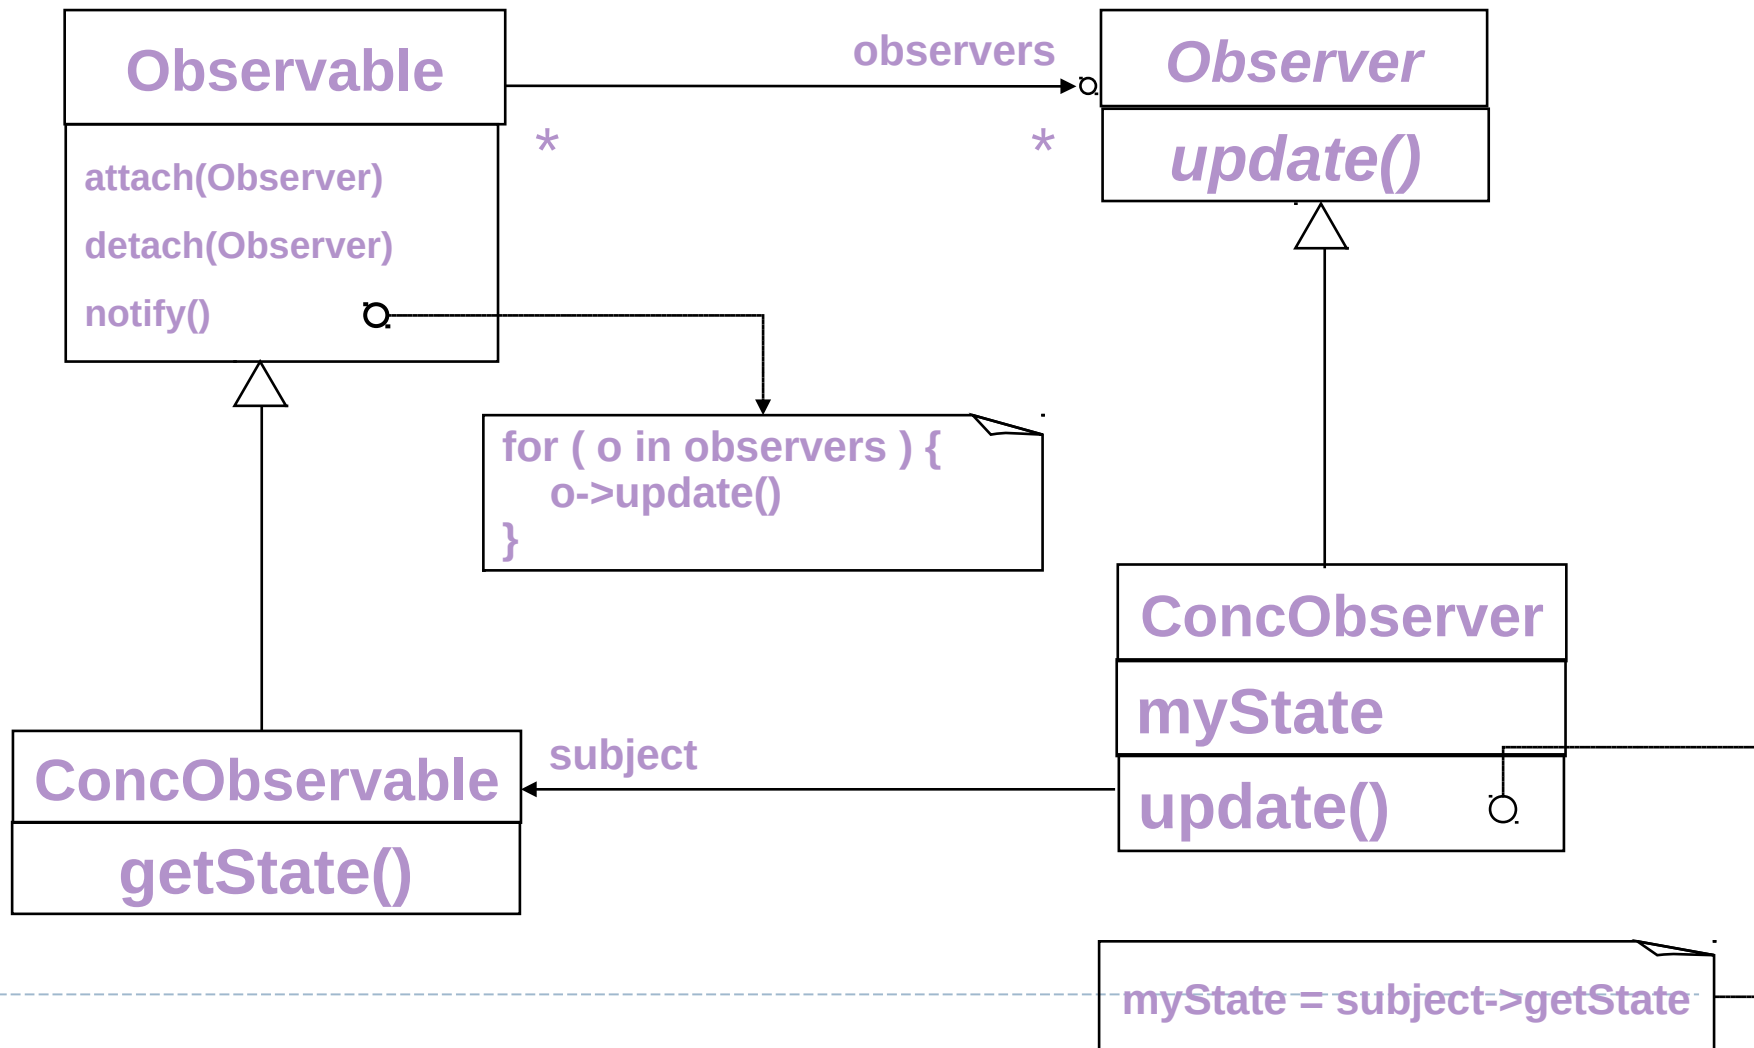 Observable
attach(Observer)
detach(Observer)
notify()
observers
*
*
Observer
update()
for ( o in observers ) {
o->update()
}
ConcObserver
myState
update()
subject
ConcObservable
getState()
myState = subject->getState